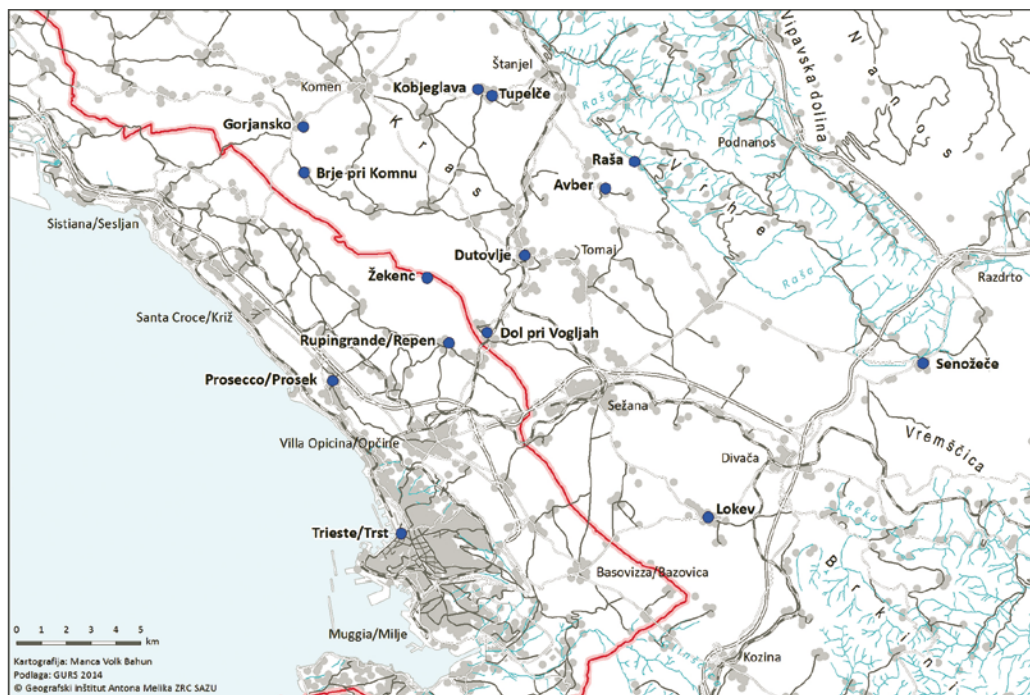 Vipavska dolina
Nanos
Štanjel
Kobjeglava
Tupelče
Komen
Raša
Gorjansko
Kras
Podnanos
Raša
Brje pri Komnu
Avber
Vrhe
Sistiana/Sesljan
Dutovlje
Tomaj
Raša
Razdrto
Žekenc
Santa Croce/Križ
Rupingrande/Repen
Dol pri Vogljah
Senožeče
Prosecco/Prosek
Sežana
Villa Opicina/Opčine
Vremščica
Divača
Lokev
Reka
Trieste/Trst
Basovizza/Bazovica
Brkini
Muggia/Milje
Kozina
0 1 2 3 4 5
km
Kartografija: Manca Volk Bahun
Podlaga: GURS 2014
© Geografski inštitut Antona Melika ZRC SAZU